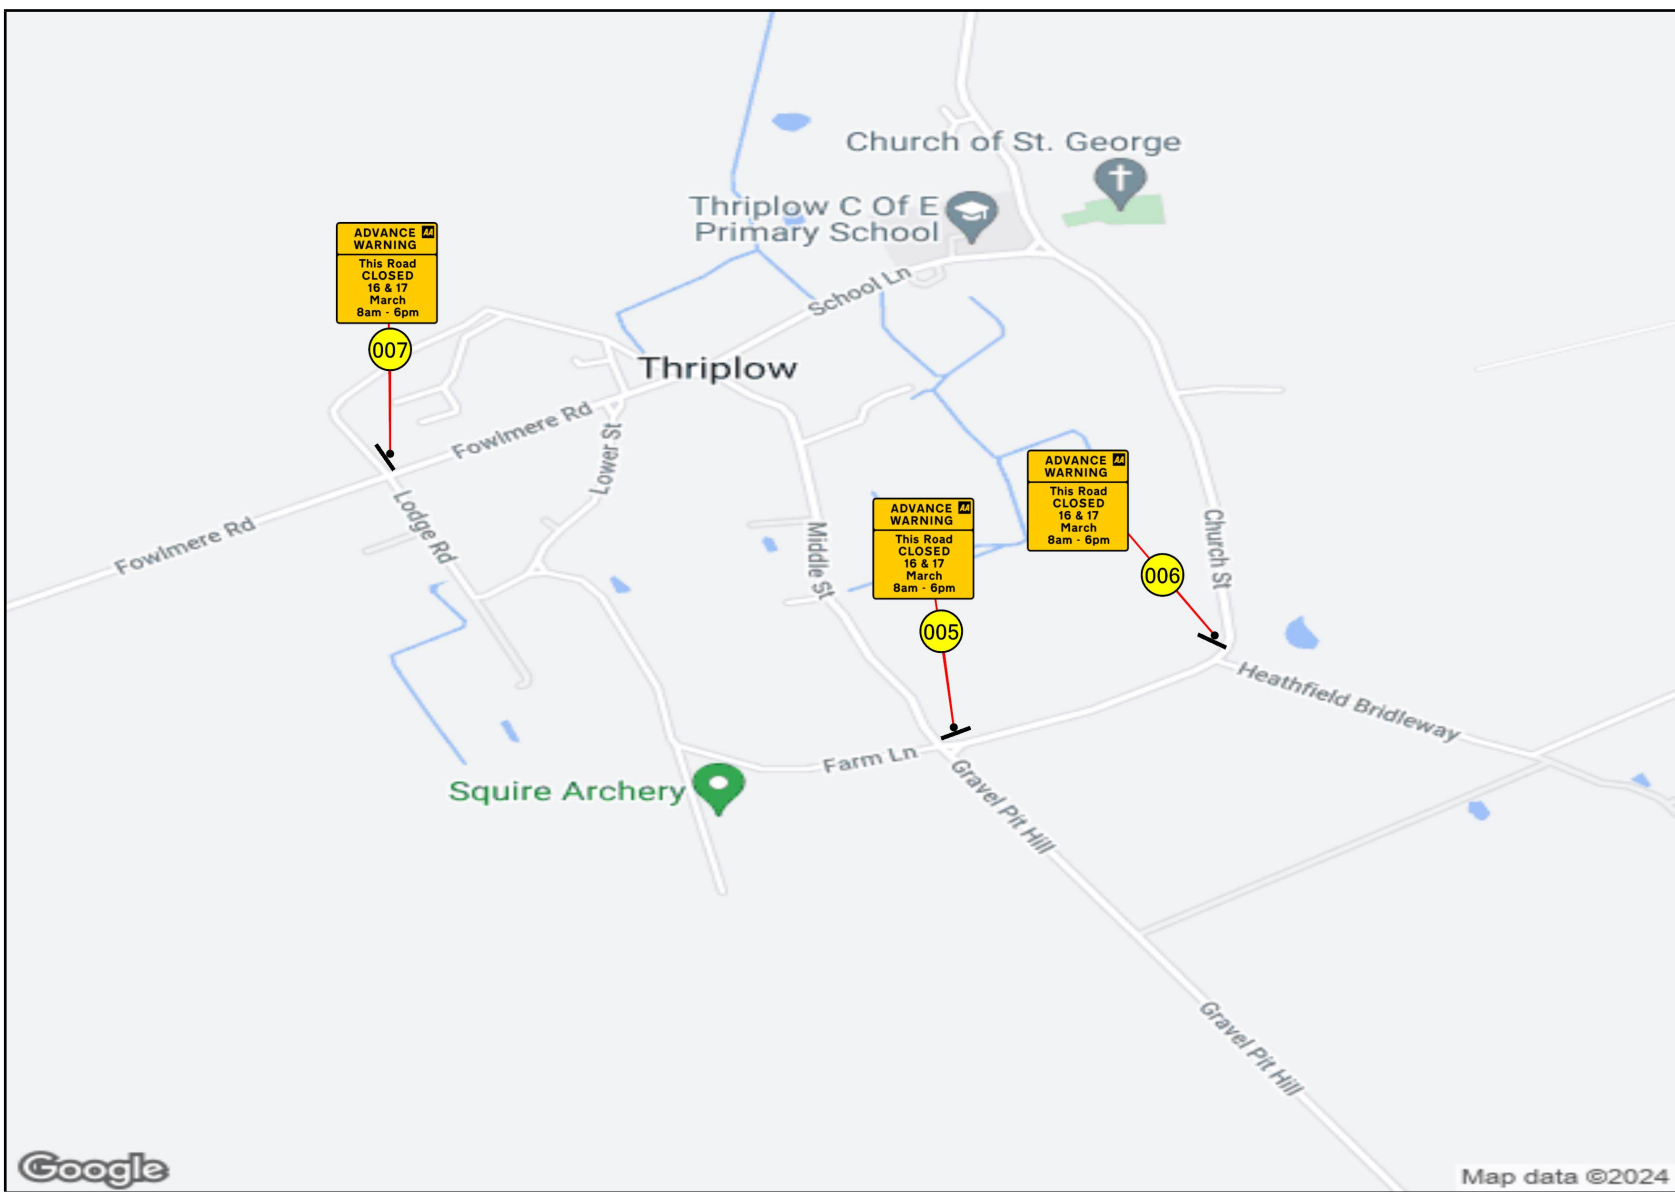 Church of St. George
Thriplow C Of E
Primary School
School Ln
ADVANCE AA
WARNING
This Road
CLOSED
16 & 17
March
8am - 6pm
007
Thriplow
Fowlmere Rd
Lower St
Fowlmere Rd
Lodge Rd
Middle St
ADVANCE AA
WARNING
This Road
CLOSED
16 & 17
March
8am - 6pm
005
ADVANCE AA
WARNING
This Road
CLOSED
16 & 17
March
8am - 6pm
006
Church St
Heathfield Bridleway
Farm Ln
Squire Archery
Gravel Pit Hill
Gravel Pit Hill
Google
Map data ©2024